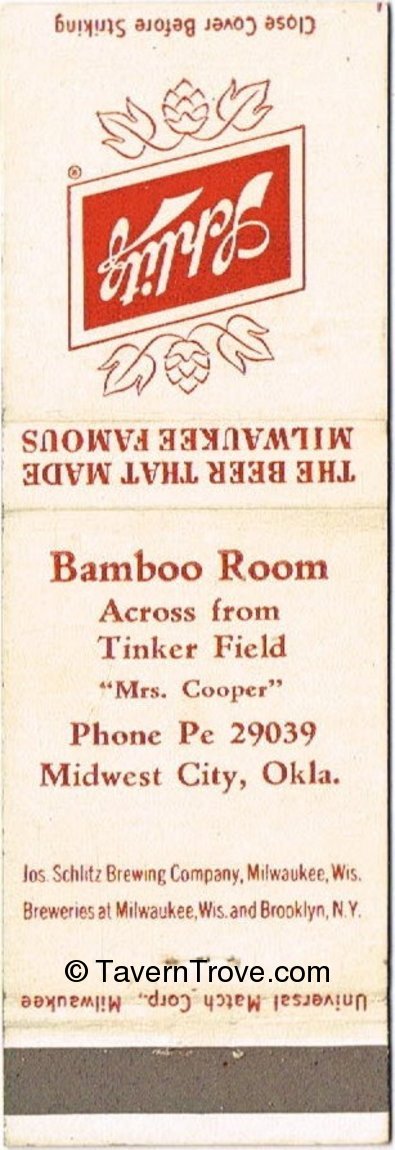 Close Cover Before Striking
Schlitz
®
THE BEER THAT MADE
MILWAUKEE FAMOUS
Bamboo Room
Across from
Tinker Field
“Mrs. Cooper”
Phone Pe 29039
Midwest City, Okla.
Jos. Schlitz Brewing Company, Milwaukee, Wis.
Breweries at Milwaukee, Wis. and Brooklyn, N.Y.
© TavernTrove.com
Universal Match Corp., Milwaukee